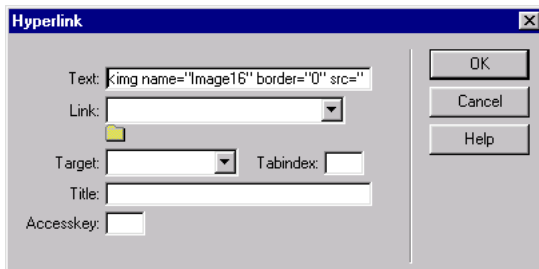 Hyperlink
Text: <img name="Image16" border="0" src="
OK
Link:
Cancel
Help
Target: Tabindex:
Title:
Accesskey: